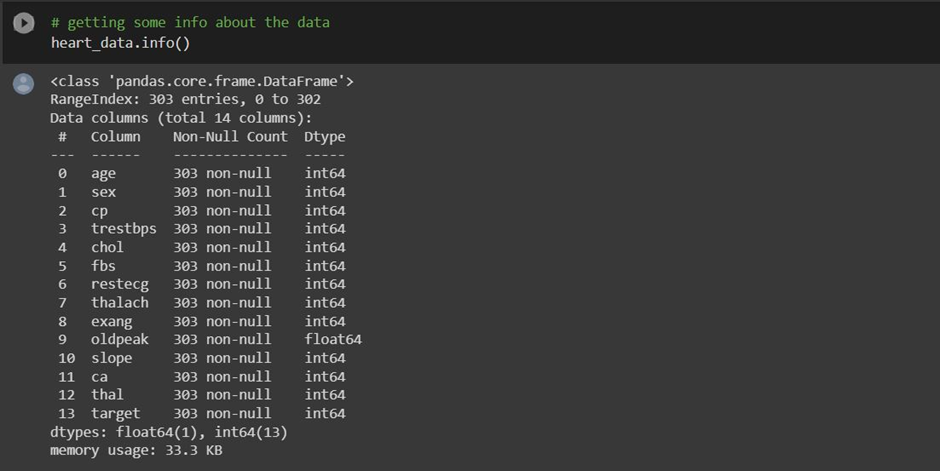 # getting some info about the data
heart_data.info()
<class 'pandas.core.frame.DataFrame'>
RangeIndex: 303 entries, 0 to 302
Data columns (total 14 columns):
 #   Column    Non-Null Count  Dtype
---  ------    --------------  -----
 0   age       303 non-null    int64
 1   sex       303 non-null    int64
 2   cp        303 non-null    int64
 3   trestbps  303 non-null    int64
 4   chol      303 non-null    int64
 5   fbs       303 non-null    int64
 6   restecg   303 non-null    int64
 7   thalach   303 non-null    int64
 8   exang     303 non-null    int64
 9   oldpeak   303 non-null    float64
 10  slope     303 non-null    int64
 11  ca        303 non-null    int64
 12  thal      303 non-null    int64
 13  target    303 non-null    int64
dtypes: float64(1), int64(13)
memory usage: 33.3 KB